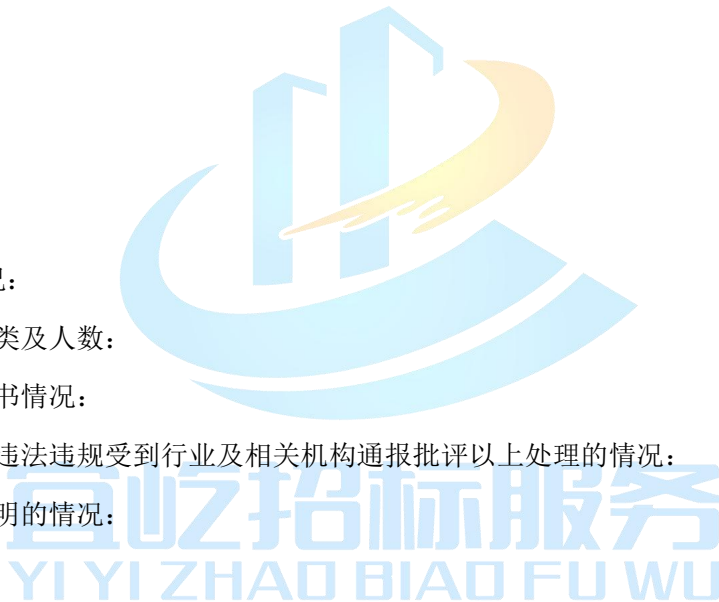 况：
类及人数：
书情况：
违法违规受到行业及相关机构通报批评以上处理的情况：
明的情况：
宜屹招标服务
YI YI ZHAO BIAO FU WU